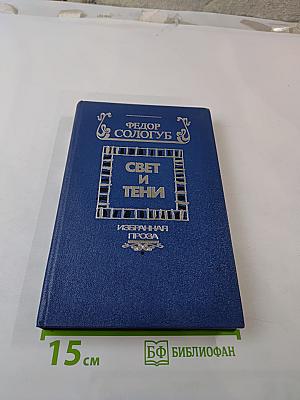 ФЕДОР
СОЛОГУБ
СВЕТ
И
ТЕНИ
ИЗБРАННАЯ
ПРОЗА
15 см
БФ БИБЛИОФАН